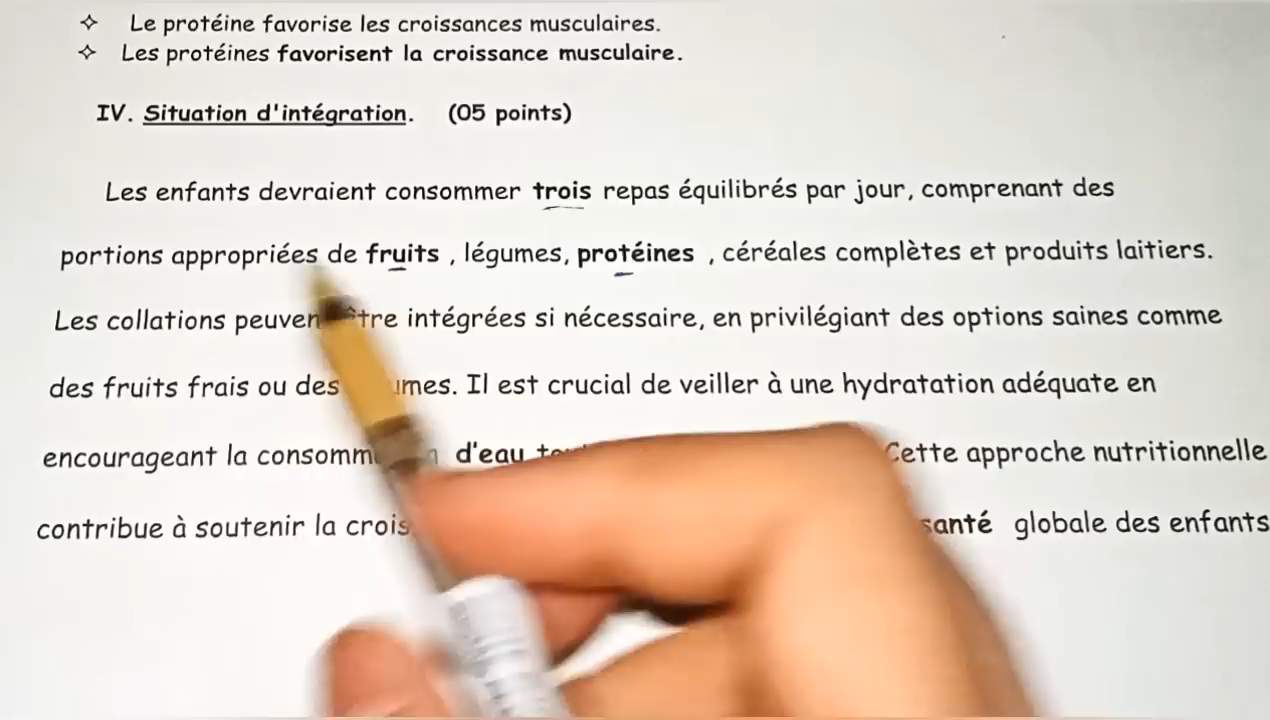 ✧ Le protéine favorise les croissances musculaires.
✧ Les protéines favorisent la croissance musculaire.
IV. Situation d'intégration. (05 points)
Les enfants devraient consommer trois repas équilibrés par jour, comprenant des
portions appropriées de fruits , légumes, protéines , céréales complètes et produits laitiers.
Les collations peuvent être intégrées si nécessaire, en privilégiant des options saines comme
des fruits frais ou des légumes. Il est crucial de veiller à une hydratation adéquate en
encourageant la consommation d'eau Cette approche nutritionnelle
contribue à soutenir la santé globale des enfants